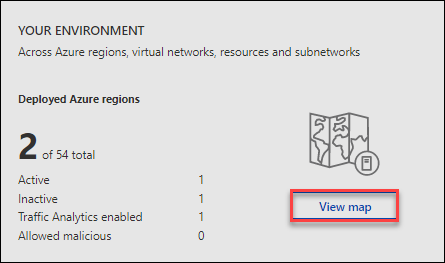 YOUR ENVIRONMENT
Across Azure regions, virtual networks, resources and subnetworks
Deployed Azure regions
2 of 54 total
Active 1
Inactive 1
Traffic Analytics enabled 1
Allowed malicious 0
View map